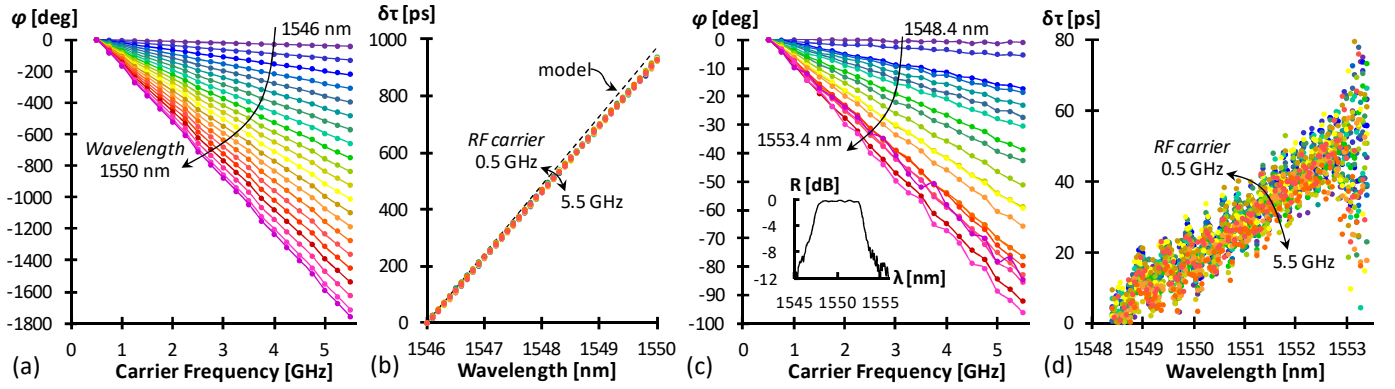 φ [deg]
0
-200
-400
-600
-800
-1000
-1200
-1400
-1600
-1800
1546 nm
Wavelength
1550 nm
0 1 2 3 4 5
Carrier Frequency [GHz]
(a)
δτ [ps]
1000
800
600
400
200
0
model
RF carrier
0.5 GHz
5.5 GHz
1546 1547 1548 1549 1550
Wavelength [nm]
(b)
φ [deg]
0
-10
-20
-30
-40
-50
-60
-70
-80
-90
-100
1548.4 nm
1553.4 nm
R [dB]
0
-4
-8
-12
λ [nm]
1545 1550 1555
0 1 2 3 4 5
Carrier Frequency [GHz]
(c)
δτ [ps]
80
60
40
20
0
RF carrier
0.5 GHz
5.5 GHz
1548 1549 1550 1551 1552 1553
Wavelength [nm]
(d)